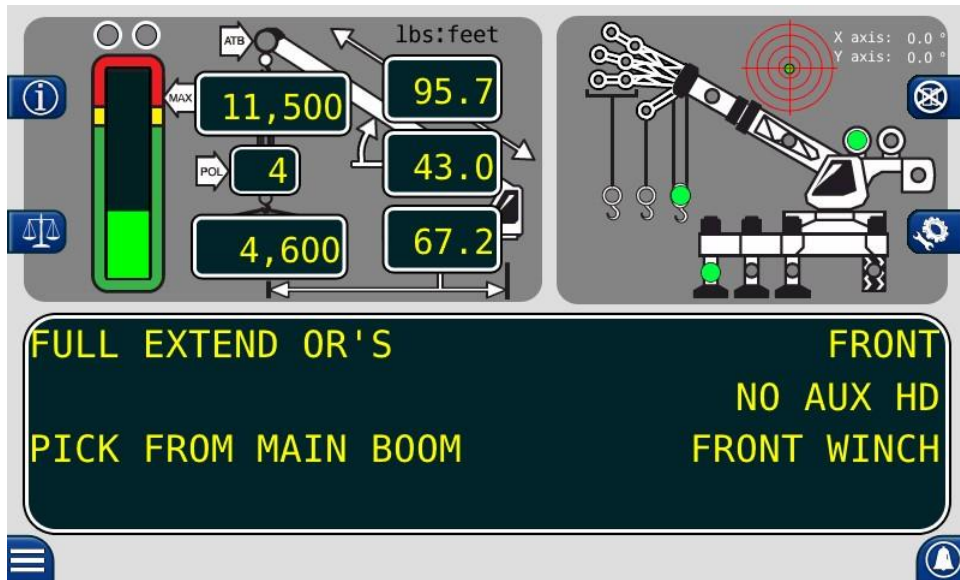 lbs:feet
ATB
MAX
11,500
95.7
POL
4
43.0
4,600
67.2
X axis: 0.0 °
Y axis: 0.0 °
FULL EXTEND OR'S
FRONT
NO AUX HD
PICK FROM MAIN BOOM
FRONT WINCH